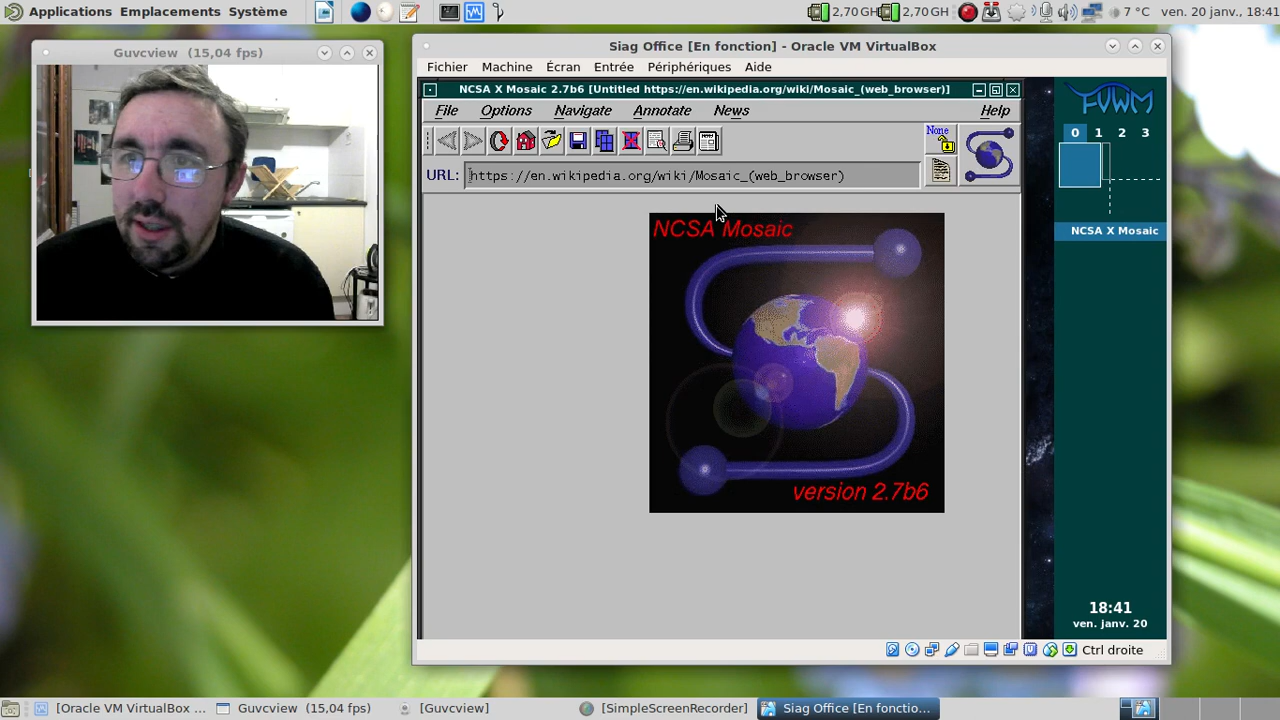 Applications Emplacements Système
2,70 GH 2,70 GH 7 °C ven. 20 janv., 18:41
Guvcview (15,04 fps)
Siag Office [En fonction] - Oracle VM VirtualBox
Fichier Machine Écran Entrée Périphériques Aide
NCSA X Mosaic 2.7b6 [Untitled https://en.wikipedia.org/wiki/Mosaic_(web_browser)]
File Options Navigate Annotate News Help
None
URL: https://en.wikipedia.org/wiki/Mosaic_(web_browser)
NCSA Mosaic
version 2.7b6
FVWM
0 1 2 3
NCSA X Mosaic
18:41
ven. janv. 20
Ctrl droite
[Oracle VM VirtualBox ... Guvcview (15,04 fps) [Guvcview] [SimpleScreenRecorder] Siag Office [En fonctio...